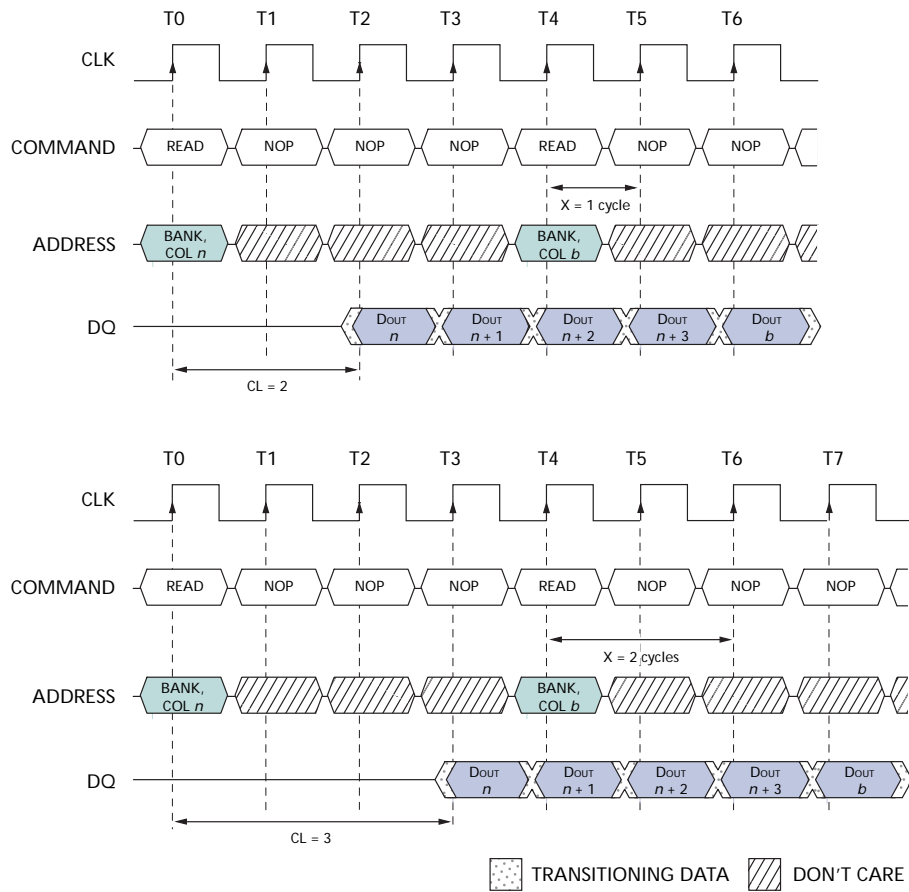 T0 T1 T2 T3 T4 T5 T6
CLK
COMMAND READ NOP NOP NOP READ NOP NOP
X = 1 cycle
ADDRESS BANK, COL n BANK, COL b
DQ DOUT n DOUT n + 1 DOUT n + 2 DOUT n + 3 DOUT b
CL = 2
T0 T1 T2 T3 T4 T5 T6 T7
CLK
COMMAND READ NOP NOP NOP READ NOP NOP NOP
X = 2 cycles
ADDRESS BANK, COL n BANK, COL b
DQ DOUT n DOUT n + 1 DOUT n + 2 DOUT n + 3 DOUT b
CL = 3
TRANSITIONING DATA DON'T CARE